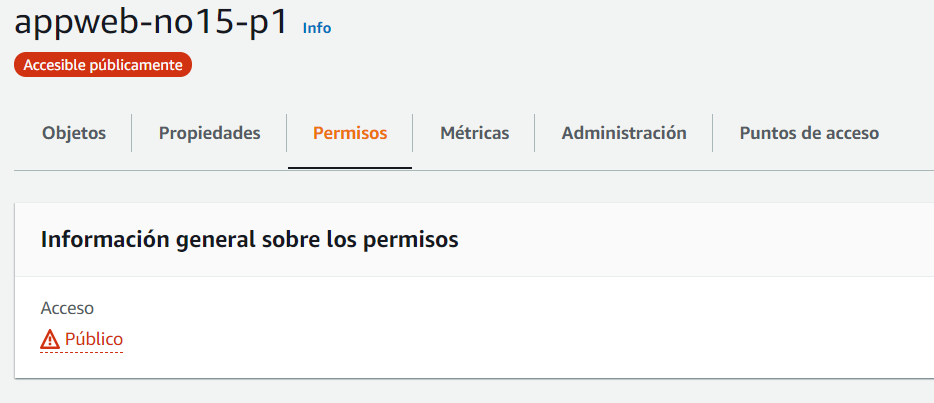 appweb-no15-p1 Info
Accesible públicamente
Objetos Propiedades Permisos Métricas Administración Puntos de acceso
Información general sobre los permisos
Acceso
Público